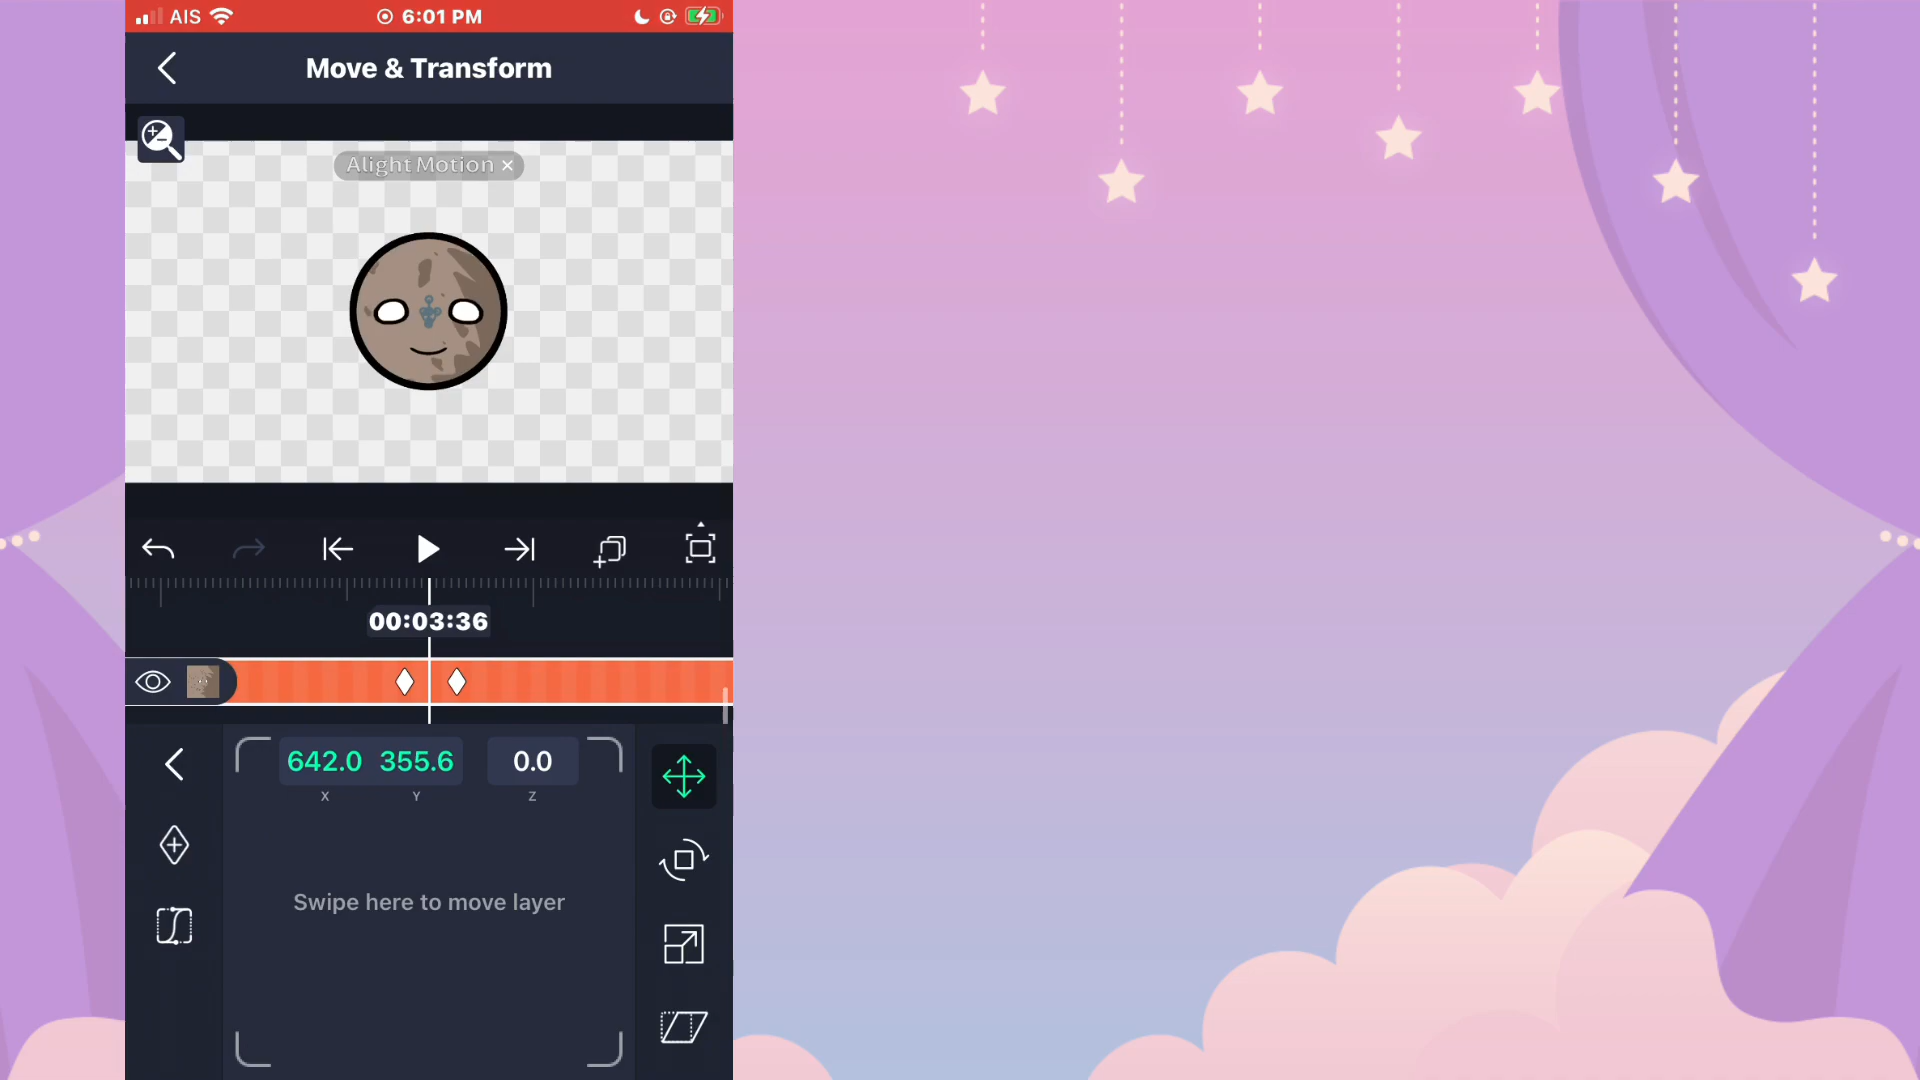 AIS 6:01 PM
Move & Transform
Alight Motion ×
00:03:36
642.0 355.6 0.0
X Y Z
Swipe here to move layer